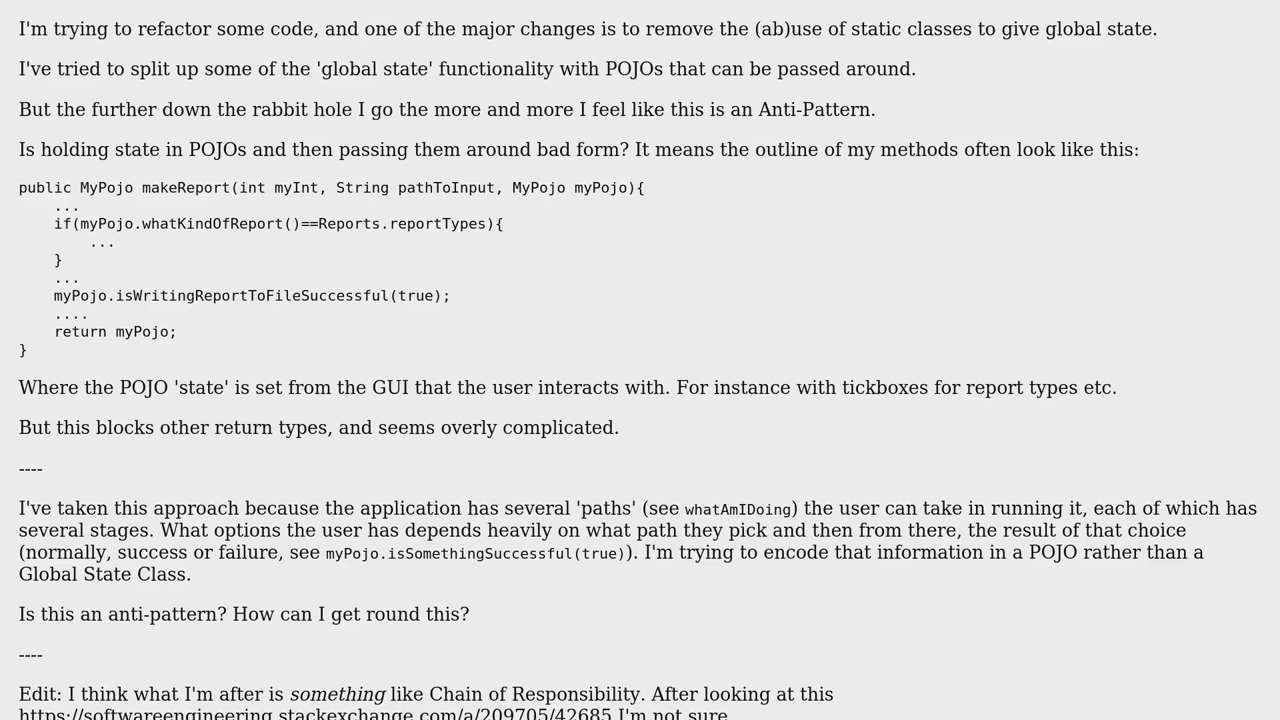 I'm trying to refactor some code, and one of the major changes is to remove the (ab)use of static classes to give global state.
I've tried to split up some of the 'global state' functionality with POJOs that can be passed around.
But the further down the rabbit hole I go the more and more I feel like this is an Anti-Pattern.
Is holding state in POJOs and then passing them around bad form? It means the outline of my methods often look like this:
public MyPojo makeReport(int myInt, String pathToInput, MyPojo myPojo){
    ...
    if(myPojo.whatKindOfReport()==Reports.reportTypes){
        ...
    }
    ...
    myPojo.isWritingReportToFileSuccessful(true);
    ....
    return myPojo;
}
Where the POJO 'state' is set from the GUI that the user interacts with. For instance with tickboxes for report types etc.
But this blocks other return types, and seems overly complicated.
----
I've taken this approach because the application has several 'paths' (see whatAmIDoing) the user can take in running it, each of which has
several stages. What options the user has depends heavily on what path they pick and then from there, the result of that choice
(normally, success or failure, see myPojo.isSomethingSuccessful(true)). I'm trying to encode that information in a POJO rather than a
Global State Class.
Is this an anti-pattern? How can I get round this?
----
Edit: I think what I'm after is something like Chain of Responsibility. After looking at this
https://softwareengineering.stackexchange.com/a/209705/42685 I'm not sure